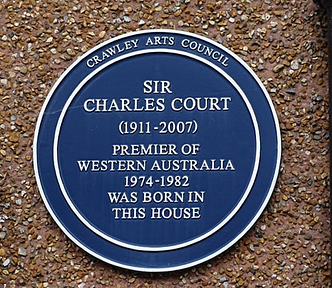 CRAWLEY ARTS COUNCIL
SIR
CHARLES COURT
(1911-2007)
PREMIER OF
WESTERN AUSTRALIA
1974-1982
WAS BORN IN
THIS HOUSE